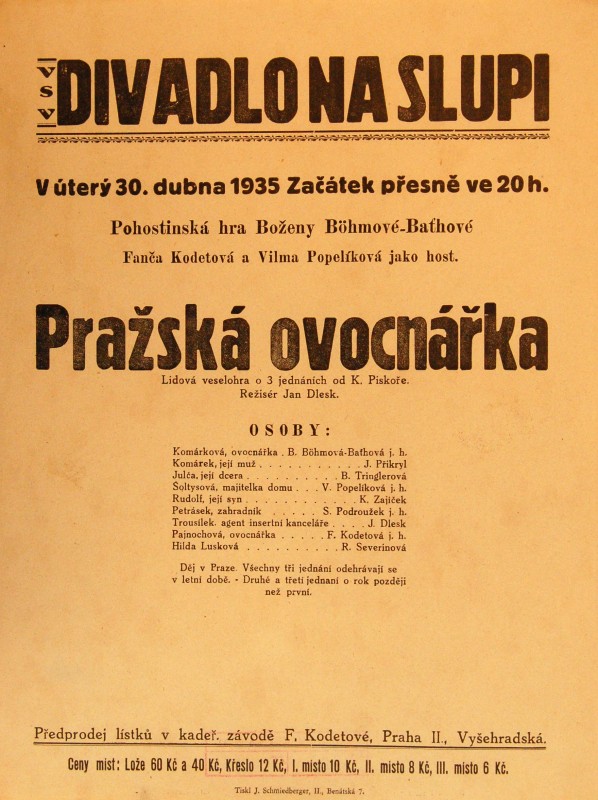 VSV DIVADLO NA SLUPI
V úterý 30. dubna 1935 Začátek přesně ve 20 h.
Pohostinská hra Boženy Böhmové-Baťhové
Fanča Kodetová a Vilma Popelíková jako host.
Pražská ovocnářka
Lidová veselohra o 3 jednáních od K. Piskoře.
Režisér Jan Dlesk.
OSOBY:
Komárková, ovocnářka . B. Böhmová-Baťhová j. h.
Komárek, její muž . . . . . . . . . . . J. Přikryl
Julča, její dcera . . . . . . . . . . B. Tringlerová
Šoltysová, majitelka domu . . . V. Popelíková j. h.
Rudolf, její syn . . . . . . . . . . . . K. Zajíček
Petrásek, zahradník . . . . . S. Podroužek j. h.
Trousílek. agent insertní kanceláře . . . . J. Dlesk
Pajnochová, ovocnářka . . . . . F. Kodetová j. h.
Hilda Lusková . . . . . . . . . . R. Severinová
Děj v Praze. Všechny tři jednání odehrávají se
v letní době. - Druhé a třetí jednaní o rok později
než první.
Předprodej lístků v kadeř. závodě F. Kodetové, Praha II., Vyšehradská.
Ceny míst: Lože 60 Kč a 40 Kč, Křeslo 12 Kč, I. místo 10 Kč, II. místo 8 Kč, III. místo 6 Kč.
Tiskl J. Schmiedberger, II., Benátská 7.